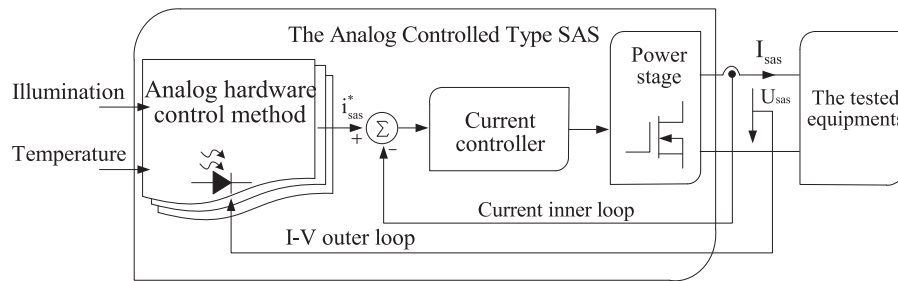 The Analog Controlled Type SAS
Illumination
Temperature
Analog hardware
control method
i*sas
+
Σ
−
Current
controller
Power
stage
Isas
Usas
The tested
equipments
Current inner loop
I-V outer loop